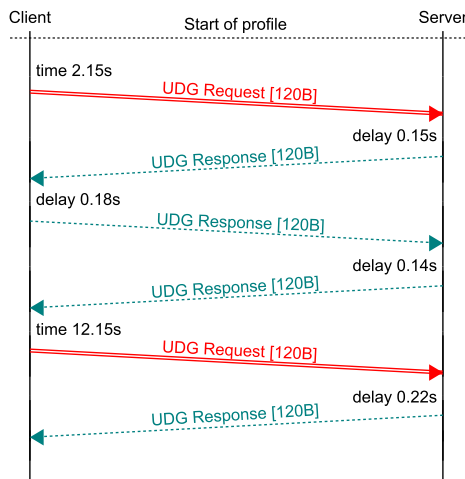 Client
Server
Start of profile
time 2.15s
UDG Request [120B]
delay 0.15s
UDG Response [120B]
delay 0.18s
UDG Response [120B]
delay 0.14s
UDG Response [120B]
time 12.15s
UDG Request [120B]
delay 0.22s
UDG Response [120B]